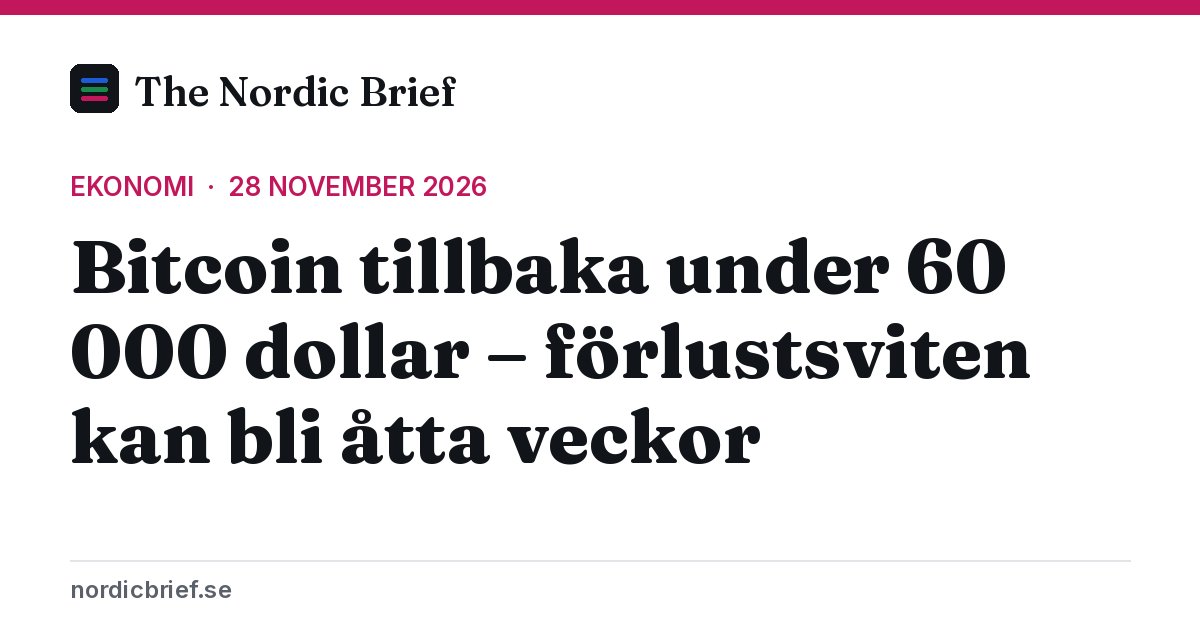 The Nordic Brief
EKONOMI · 28 NOVEMBER 2026
Bitcoin tillbaka under 60
000 dollar – förlustsviten
kan bli åtta veckor
nordicbrief.se